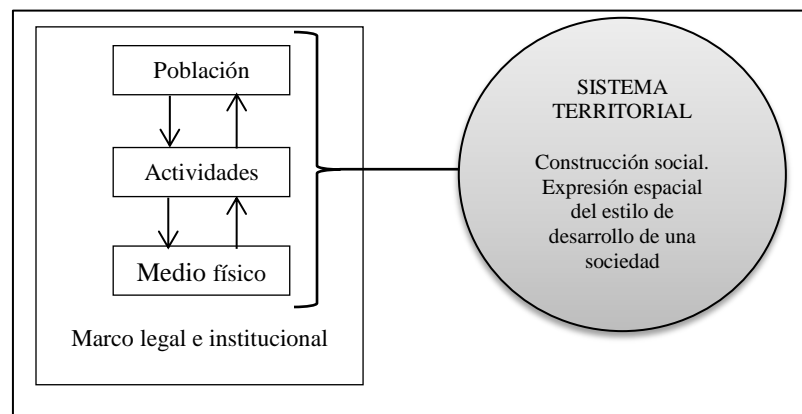 Población
Actividades
Medio físico
Marco legal e institucional
SISTEMA
TERRITORIAL
Construcción social.
Expresión espacial
del estilo de
desarrollo de una
sociedad